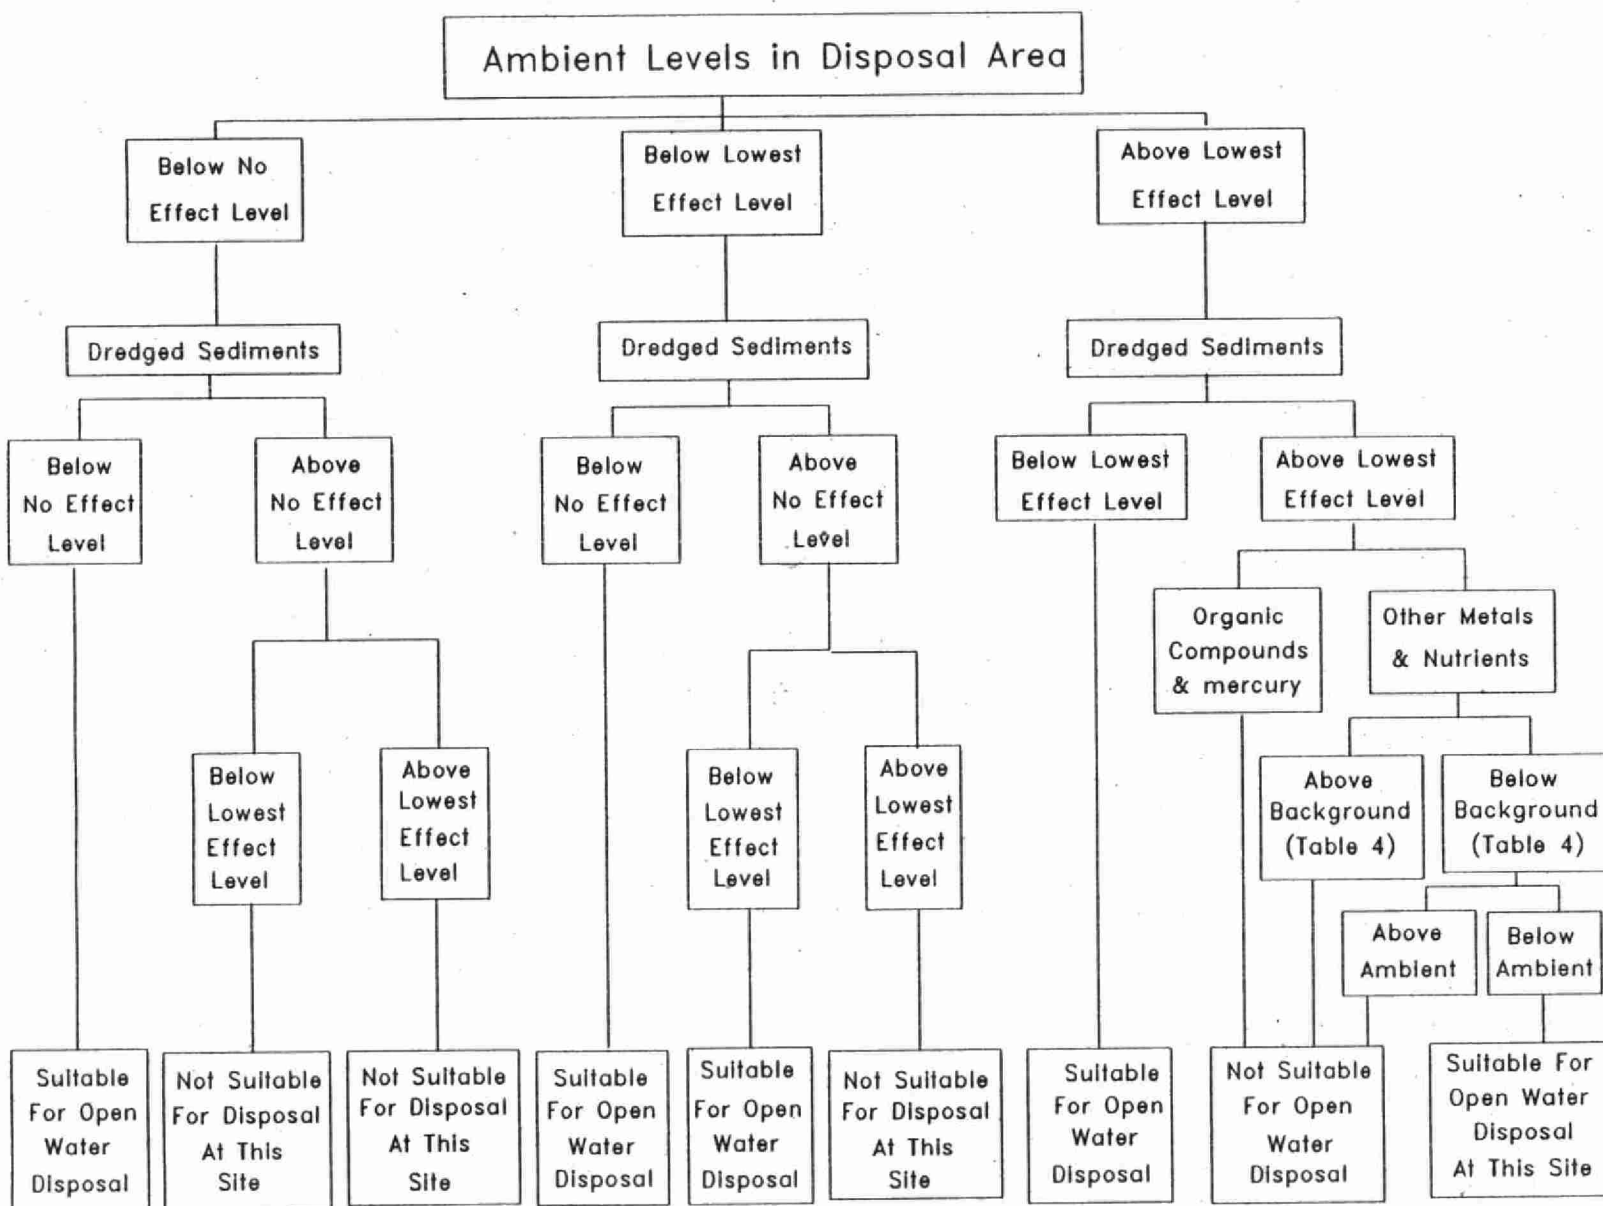 Ambient Levels in Disposal Area
Below No
Effect Level
Below Lowest
Effect Level
Above Lowest
Effect Level
Dredged Sediments
Dredged Sediments
Dredged Sediments
Below
No Effect
Level
Above
No Effect
Level
Below
No Effect
Level
Above
No Effect
Level
Below Lowest
Effect Level
Above Lowest
Effect Level
Organic
Compounds
& mercury
Other Metals
& Nutrients
Below
Lowest
Effect
Level
Above
Lowest
Effect
Level
Below
Lowest
Effect
Level
Above
Lowest
Effect
Level
Above
Background
(Table 4)
Below
Background
(Table 4)
Above
Ambient
Below
Ambient
Suitable
For Open
Water
Disposal
Not Suitable
For Disposal
At This
Site
Not Suitable
For Disposal
At This
Site
Suitable
For Open
Water
Disposal
Suitable
For Open
Water
Disposal
Not Suitable
For Disposal
At This
Site
Suitable
For Open
Water
Disposal
Not Suitable
For Open
Water
Disposal
Suitable For
Open Water
Disposal
At This Site